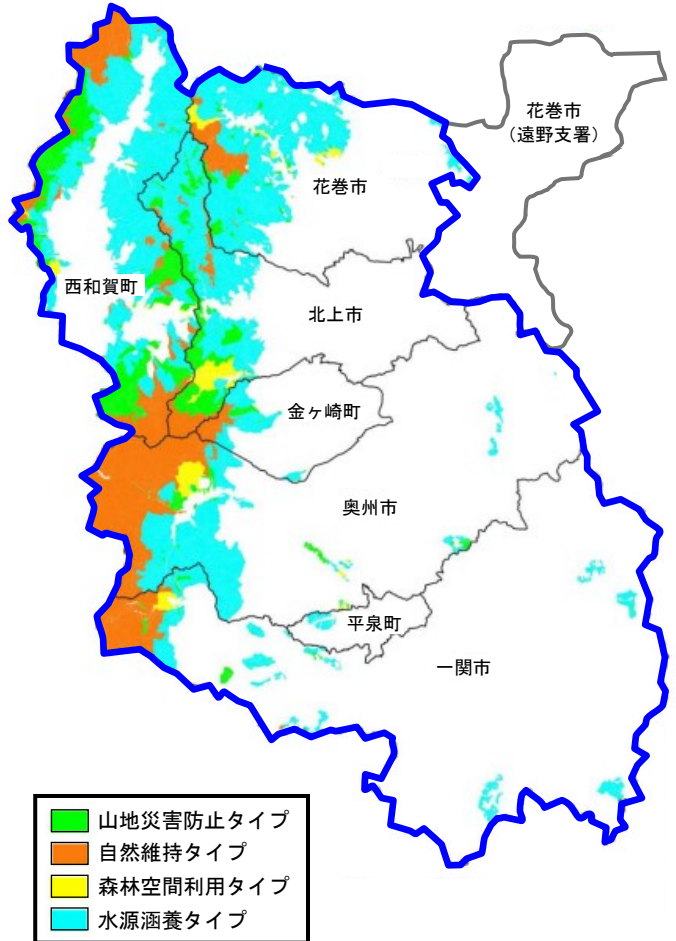 花巻市
（遠野支署）
花巻市
西和賀町
北上市
金ヶ崎町
奥州市
平泉町
一関市
山地災害防止タイプ
自然維持タイプ
森林空間利用タイプ
水源涵養タイプ